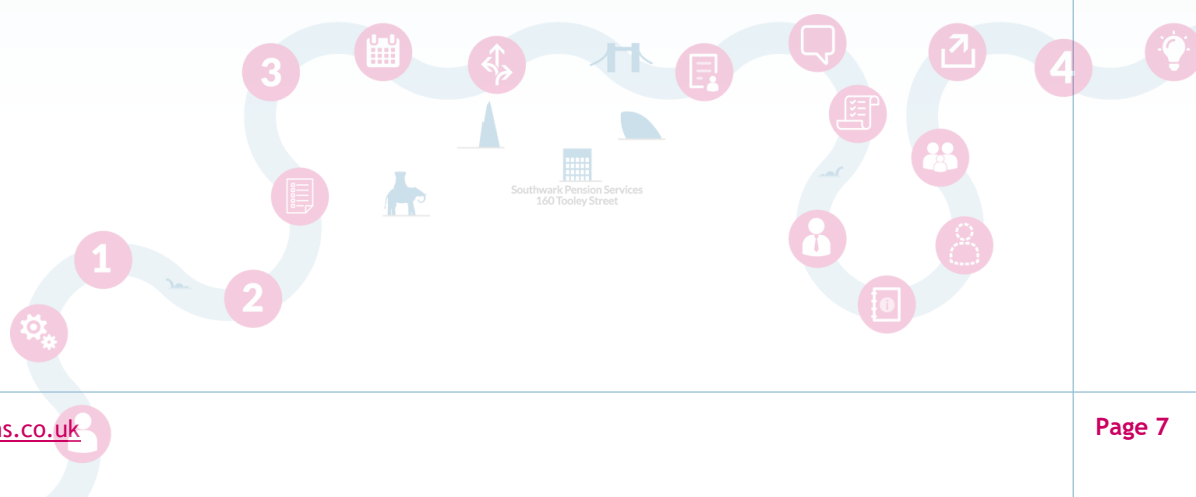 3
4
Southwark Pension Services
160 Tooley Street
1
2
ns.co.uk
Page 7